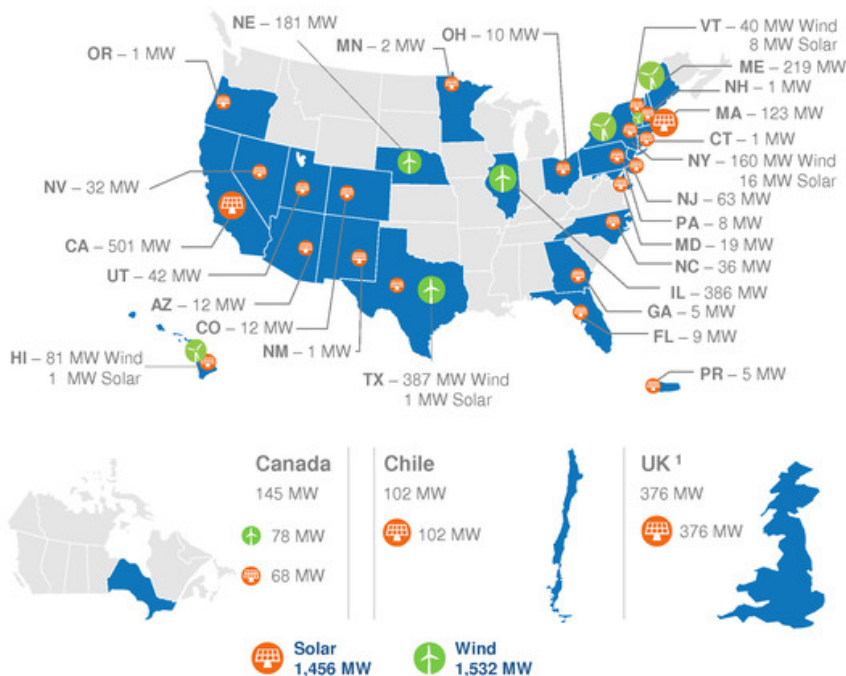 NE – 181 MW
MN – 2 MW
OH – 10 MW
VT – 40 MW Wind
8 MW Solar
OR – 1 MW
ME – 219 MW
NH – 1 MW
MA – 123 MW
CT – 1 MW
NY – 160 MW Wind
16 MW Solar
NV – 32 MW
NJ – 63 MW
PA – 8 MW
CA – 501 MW
MD – 19 MW
UT – 42 MW
NC – 36 MW
AZ – 12 MW
IL – 386 MW
CO – 12 MW
GA – 5 MW
NM – 1 MW
FL – 9 MW
HI – 81 MW Wind
1 MW Solar
TX – 387 MW Wind
1 MW Solar
PR – 5 MW
Canada
145 MW
78 MW
68 MW
Chile
102 MW
102 MW
UK 1
376 MW
376 MW
Solar
1,456 MW
Wind
1,532 MW